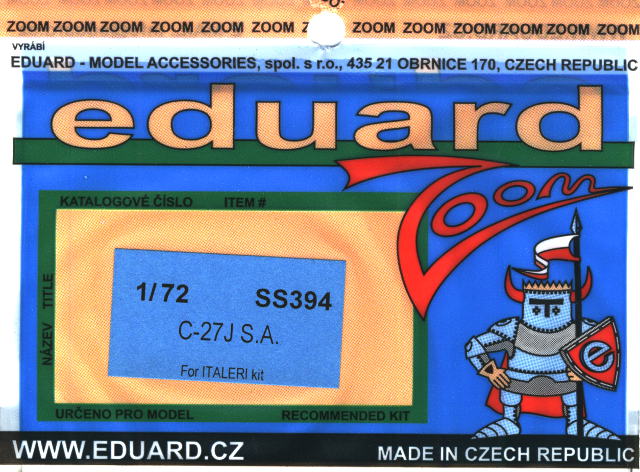 ZOOM ZOOM ZOOM ZOOM ZOOM ZOOM ZOOM ZOOM ZOOM ZOOM ZOOM ZOOM
VYRÁBÍ
EDUARD - MODEL ACCESSORIES, spol. s r.o., 435 21 OBRNICE 170, CZECH REPUBLIC
eduard
Zoom
KATALOGOVÉ ČÍSLO ITEM #
NÁZEV TITLE
1/72 SS394
C-27J S.A.
For ITALERI kit
e
URČENO PRO MODEL RECOMMENDED KIT
WWW.EDUARD.CZ MADE IN CZECH REPUBLIC